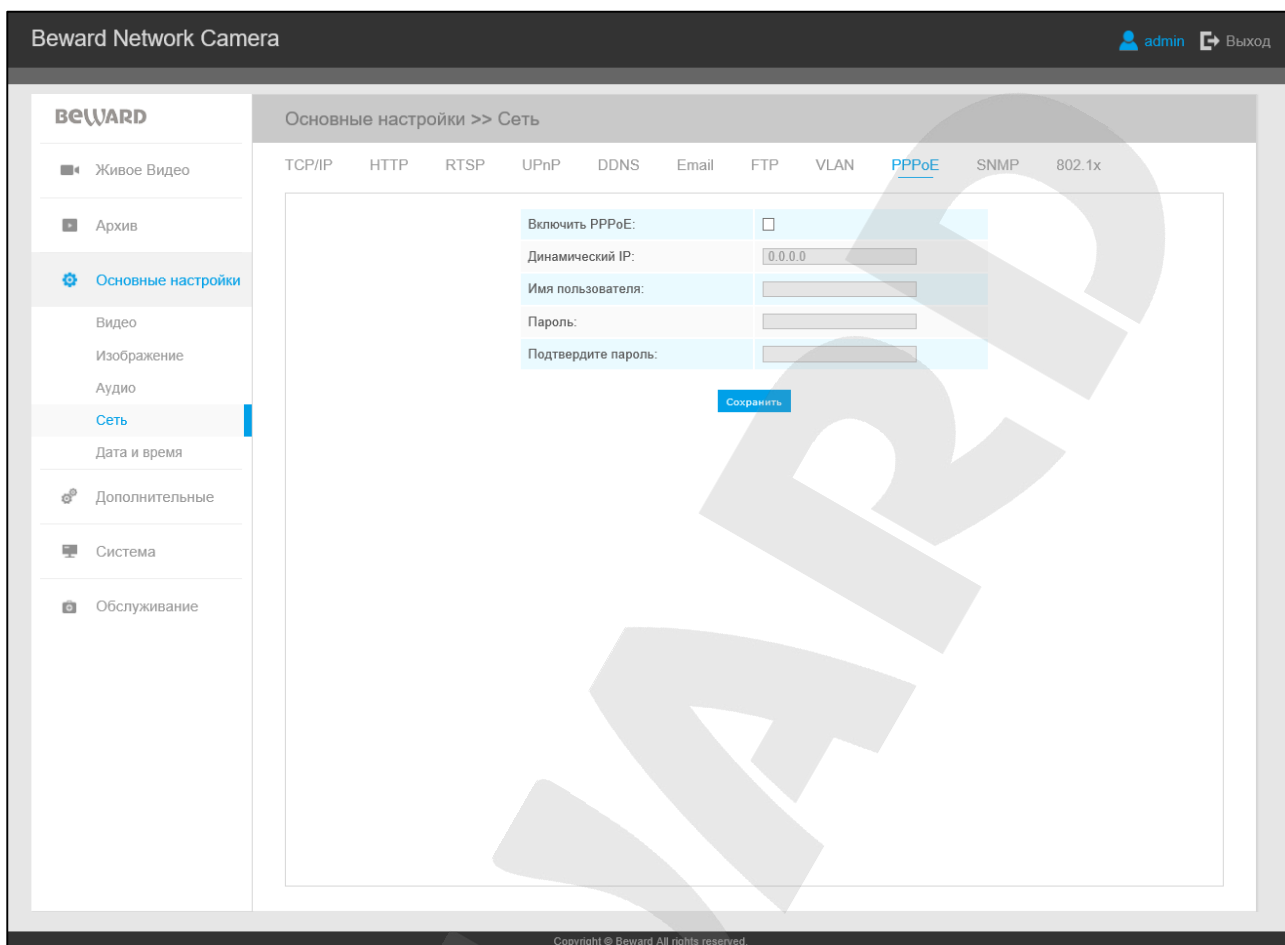 Beward Network Camera
admin Выход
BEWARD
Основные настройки >> Сеть
Живое Видео
Архив
Основные настройки
Видео
Изображение
Аудио
Сеть
Дата и время
Дополнительные
Система
Обслуживание
TCP/IP HTTP RTSP UPnP DDNS Email FTP VLAN PPPoE SNMP 802.1x
Включить PPPoE:
Динамический IP: 0.0.0.0
Имя пользователя:
Пароль:
Подтвердите пароль:
Сохранить
WARD
Copyright © Beward All rights reserved.